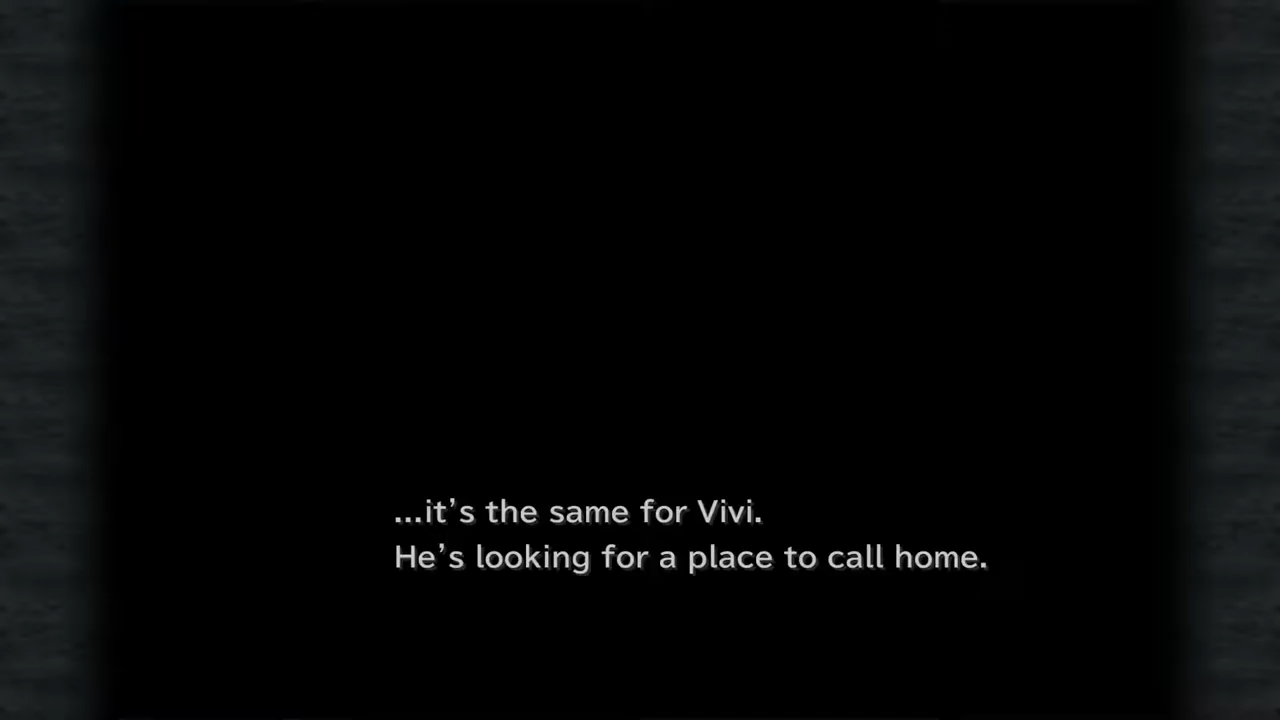 ...it’s the same for Vivi.
He’s looking for a place to call home.